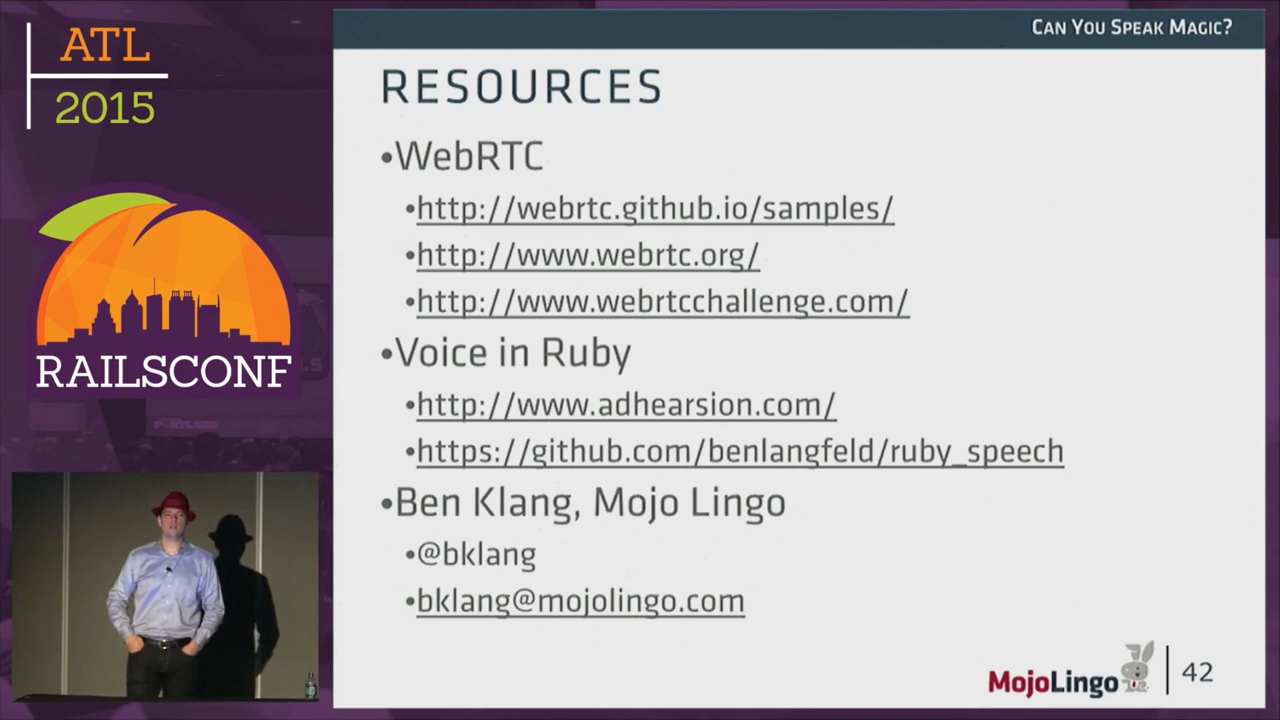 ATL
2015
RAILSCONF
CAN YOU SPEAK MAGIC?
RESOURCES
•WebRTC
•http://webrtc.github.io/samples/
•http://www.webrtc.org/
•http://www.webrtcchallenge.com/
•Voice in Ruby
•http://www.adhearsion.com/
•https://github.com/benlangfeld/ruby_speech
•Ben Klang, Mojo Lingo
•@bklang
•bklang@mojolingo.com
MojoLingo
42